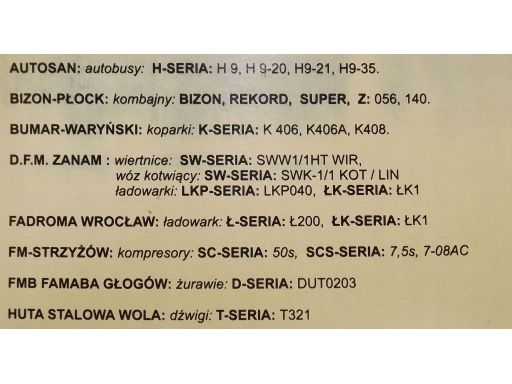 AUTOSAN: autobusy: H-SERIA: H 9, H 9-20, H9-21, H9-35.
BIZON-PŁOCK: kombajny: BIZON, REKORD, SUPER, Z: 056, 140.
BUMAR-WARYŃSKI: koparki: K-SERIA: K 406, K406A, K408.
D.F.M. ZANAM : wiertnice: SW-SERIA: SWW1/1HT WIR,
wóz kotwiący: SW-SERIA: SWK-1/1 KOT / LIN
ładowarki: LKP-SERIA: LKP040, ŁK-SERIA: ŁK1
FADROMA WROCŁAW: ładowark: Ł-SERIA: Ł200, ŁK-SERIA: ŁK1
FM-STRZYŻÓW: kompresory: SC-SERIA: 50s, SCS-SERIA: 7,5s, 7-08AC
FMB FAMABA GŁOGÓW: żurawie: D-SERIA: DUT0203
HUTA STALOWA WOLA: dźwigi: T-SERIA: T321